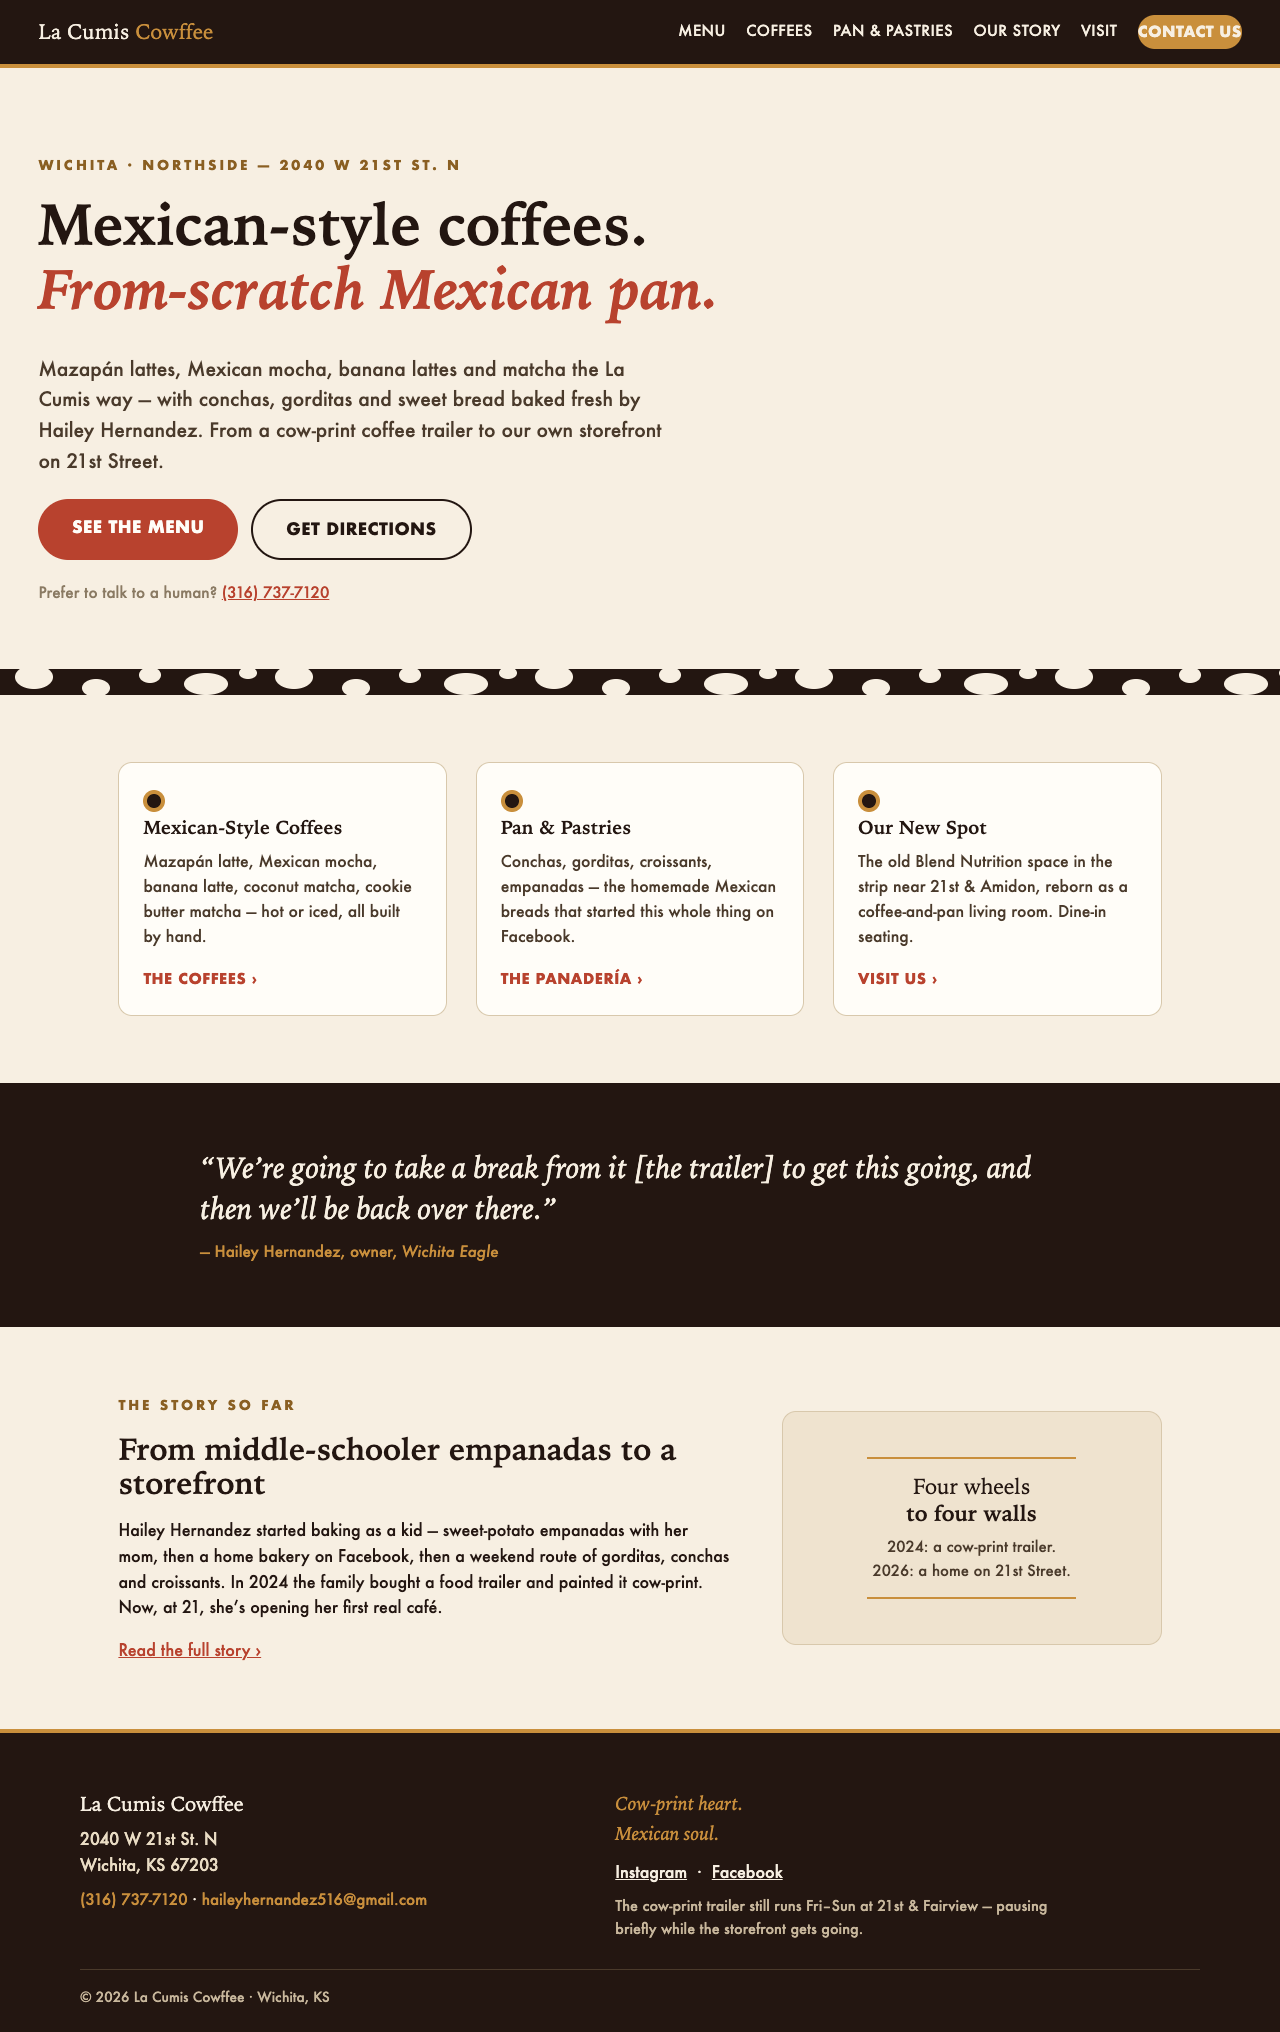 La Cumis Cowffee
MENU COFFEES PAN & PASTRIES OUR STORY VISIT CONTACT US
WICHITA · NORTHSIDE — 2040 W 21ST ST. N
Mexican-style coffees.
From-scratch Mexican pan.
Mazapán lattes, Mexican mocha, banana lattes and matcha the La
Cumis way — with conchas, gorditas and sweet bread baked fresh by
Hailey Hernandez. From a cow-print coffee trailer to our own storefront
on 21st Street.
SEE THE MENU GET DIRECTIONS
Prefer to talk to a human? (316) 737-7120
Mexican-Style Coffees
Mazapán latte, Mexican mocha,
banana latte, coconut matcha, cookie
butter matcha — hot or iced, all built
by hand.
THE COFFEES ›
Pan & Pastries
Conchas, gorditas, croissants,
empanadas — the homemade Mexican
breads that started this whole thing on
Facebook.
THE PANADERÍA ›
Our New Spot
The old Blend Nutrition space in the
strip near 21st & Amidon, reborn as a
coffee-and-pan living room. Dine-in
seating.
VISIT US ›
“We’re going to take a break from it [the trailer] to get this going, and
then we’ll be back over there.”
— Hailey Hernandez, owner, Wichita Eagle
THE STORY SO FAR
From middle-schooler empanadas to a
storefront
Hailey Hernandez started baking as a kid — sweet-potato empanadas with her
mom, then a home bakery on Facebook, then a weekend route of gorditas, conchas
and croissants. In 2024 the family bought a food trailer and painted it cow-print.
Now, at 21, she’s opening her first real café.
Read the full story ›
Four wheels
to four walls
2024: a cow-print trailer.
2026: a home on 21st Street.
La Cumis Cowffee
2040 W 21st St. N
Wichita, KS 67203
(316) 737-7120 · haileyhernandez516@gmail.com
Cow-print heart.
Mexican soul.
Instagram · Facebook
The cow-print trailer still runs Fri–Sun at 21st & Fairview — pausing
briefly while the storefront gets going.
© 2026 La Cumis Cowffee · Wichita, KS